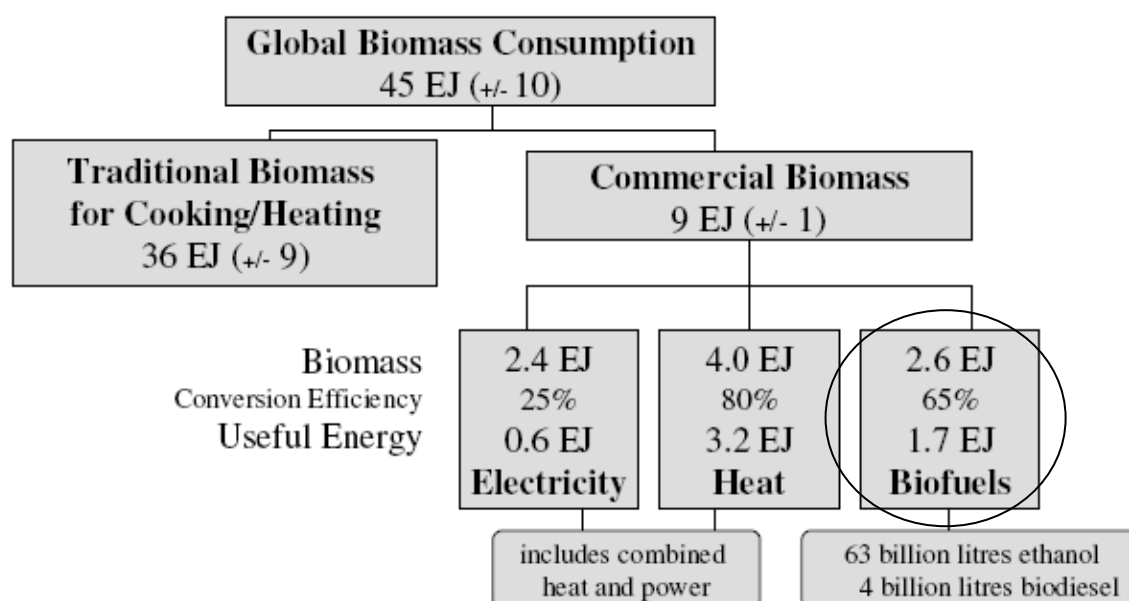 Global Biomass Consumption
45 EJ (+/- 10)
Traditional Biomass
for Cooking/Heating
36 EJ (+/- 9)
Commercial Biomass
9 EJ (+/- 1)
Biomass 2.4 EJ 4.0 EJ 2.6 EJ
Conversion Efficiency 25% 80% 65%
Useful Energy 0.6 EJ 3.2 EJ 1.7 EJ
Electricity Heat Biofuels
includes combined
heat and power
63 billion litres ethanol
4 billion litres biodiesel